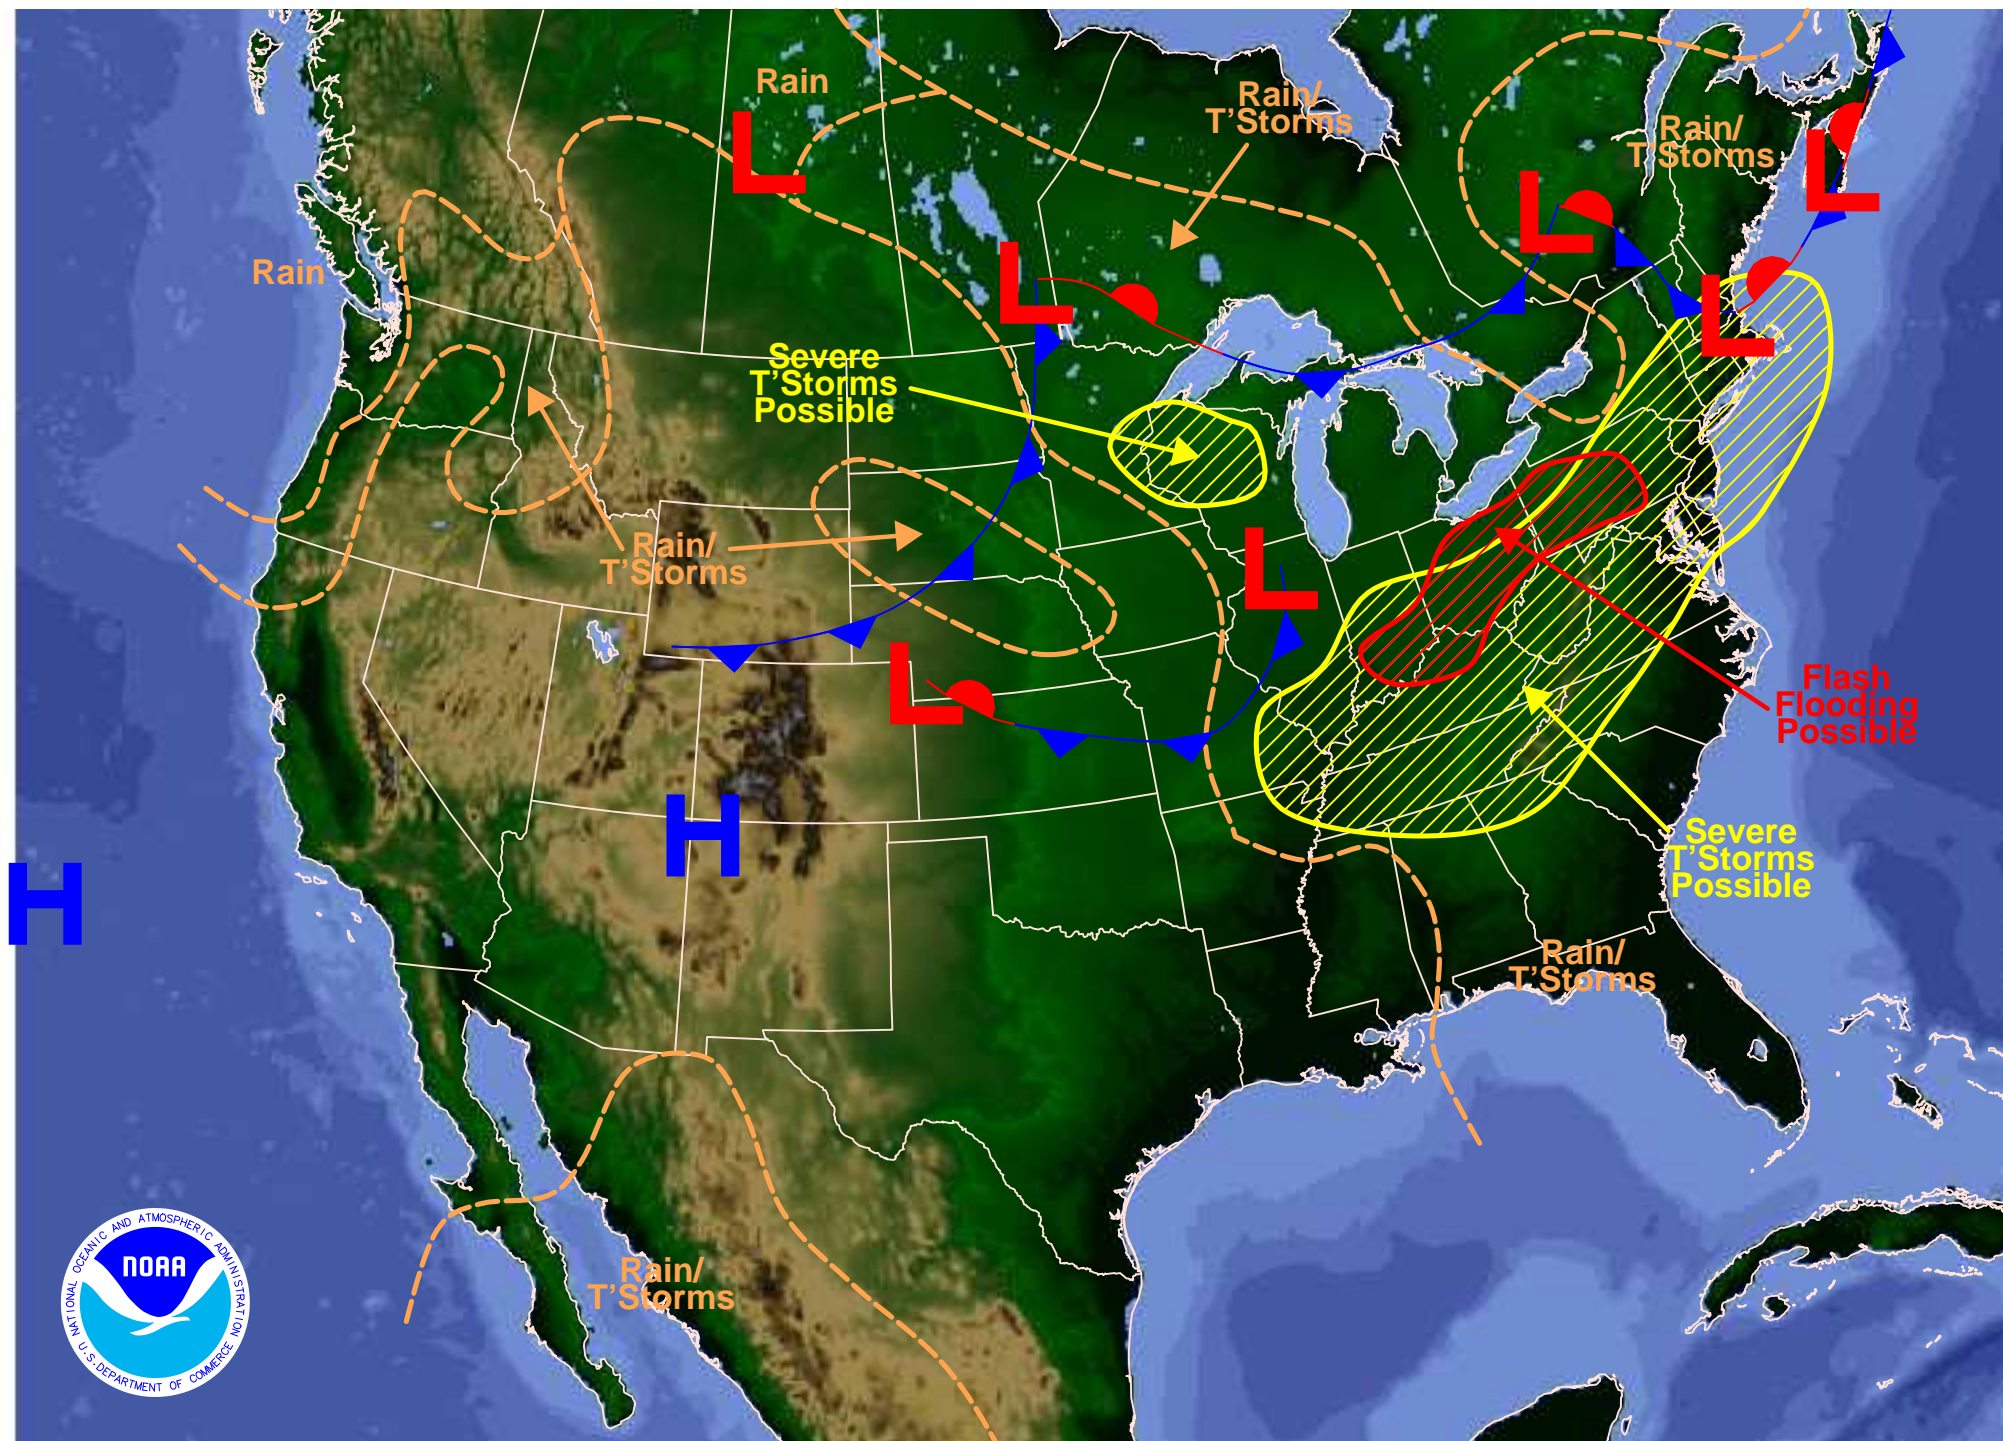 Rain
Rain/
T'Storms
Rain/
T'Storms
L
L
L
L
Rain
L
L
Severe
T'Storms
Possible
Rain/
T'Storms
L
L
Flash
Flooding
Possible
H
Severe
T'Storms
Possible
H
Rain/
T'Storms
Rain/
T'Storms
NATIONAL OCEANIC AND ATMOSPHERIC ADMINISTRATION
NOAA
U.S. DEPARTMENT OF COMMERCE